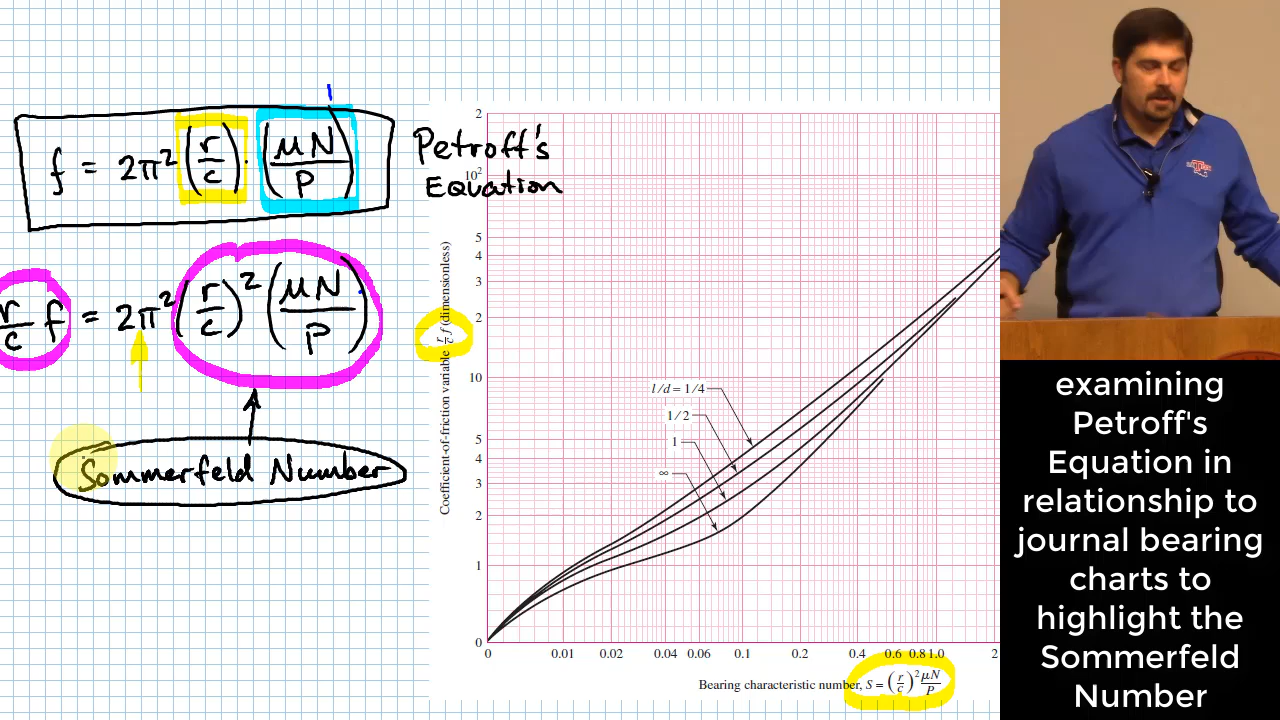 f = 2π² (r/c) · (μN/P)
Petroff's
Equation
r/c f = 2π² (r/c)² (μN/P)
Sommerfeld Number
Coefficient-of-friction variable r/c f (dimensionless)
2
10²
5
4
3
2
10
5
4
3
2
1
0
l/d = 1/4
1/2
1
∞
0 0.01 0.02 0.04 0.06 0.1 0.2 0.4 0.6 0.8 1.0 2
Bearing characteristic number, S = (r/c)² μN/P
examining
Petroff's
Equation in
relationship to
journal bearing
charts to
highlight the
Sommerfeld
Number